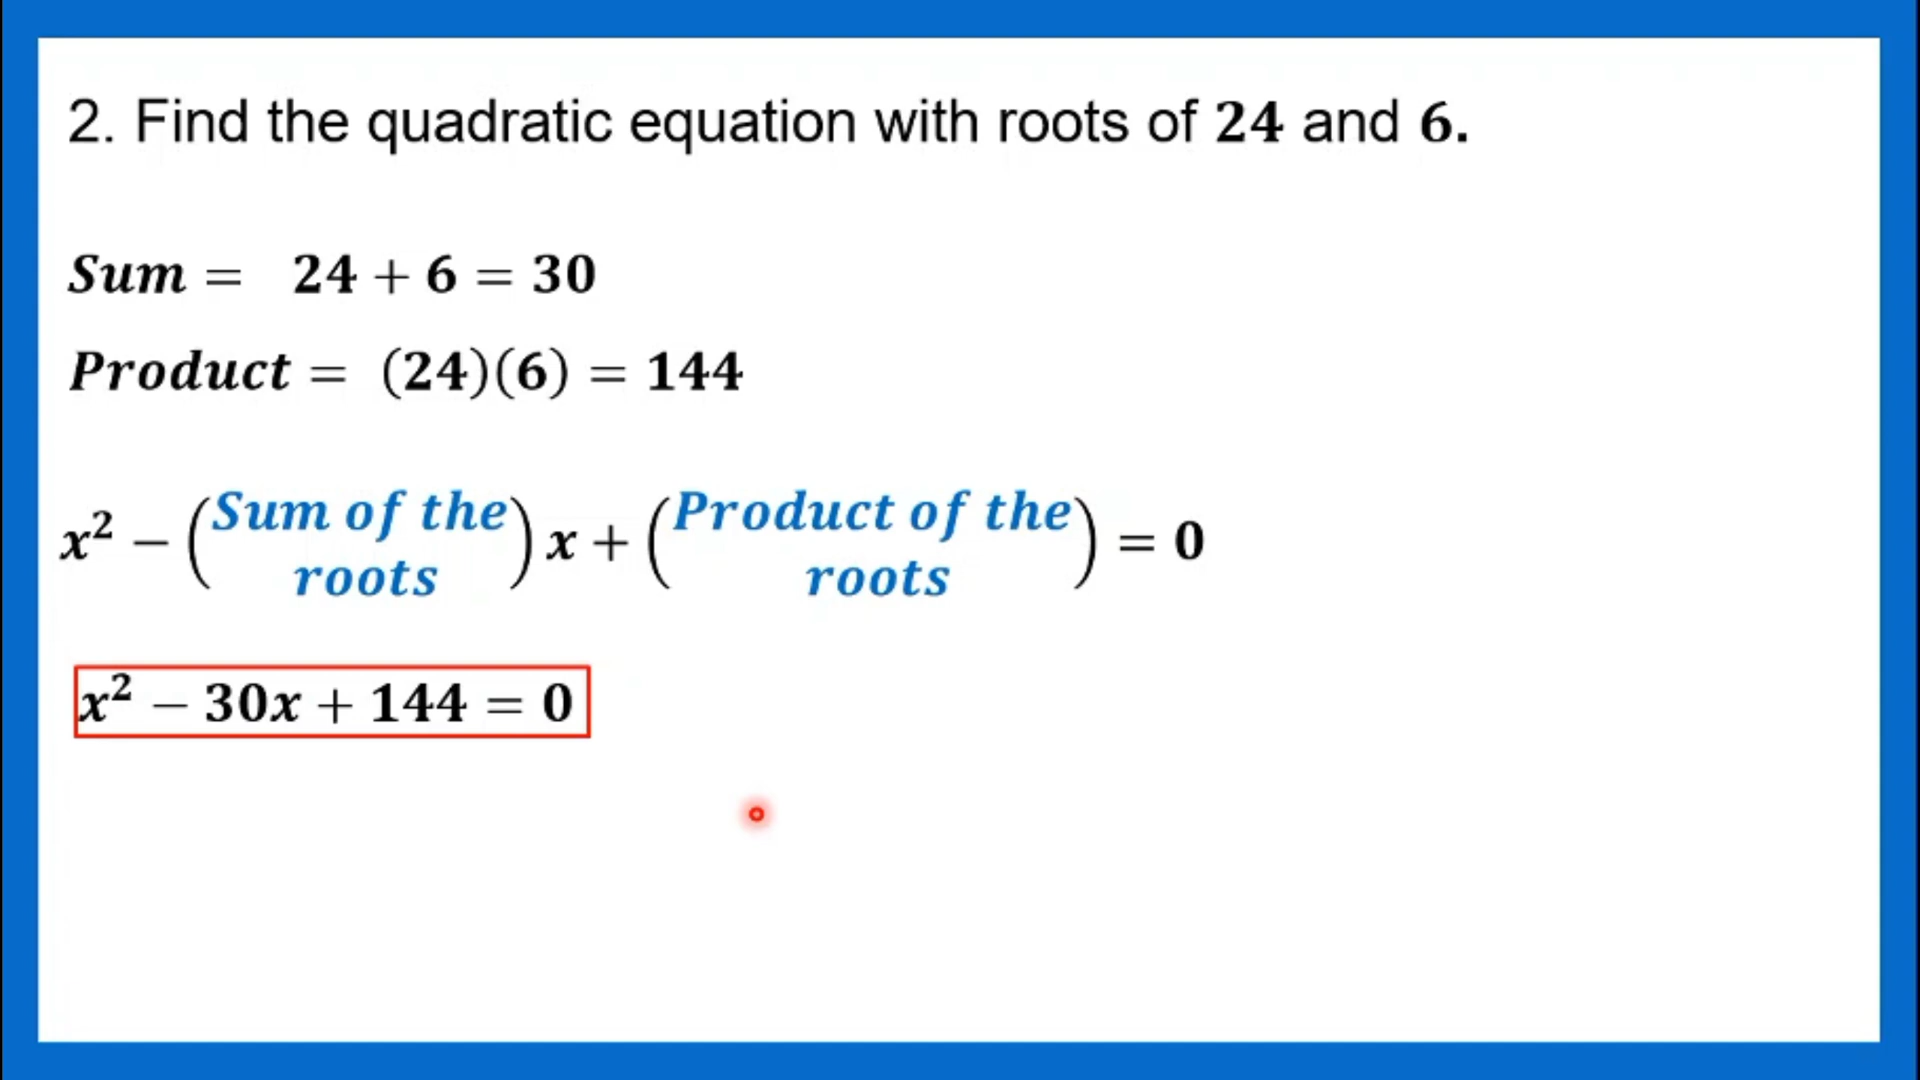 2. Find the quadratic equation with roots of 24 and 6.
Sum = 24 + 6 = 30
Product = (24)(6) = 144
x² − (Sum of the roots) x + (Product of the roots) = 0
x² − 30x + 144 = 0